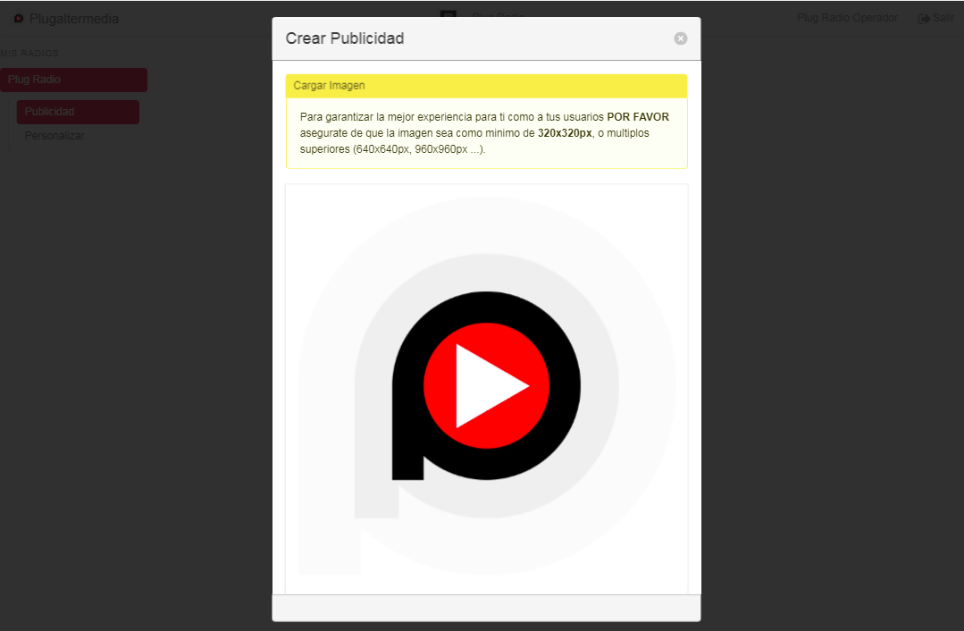 Plugaltermedia
Plug Radio
Plug Radio Operador
Salir
MIS RADIOS
Plug Radio
Publicidad
Personalizar
Crear Publicidad
Cargar Imagen
Para garantizar la mejor experiencia para ti como a tus usuarios POR FAVOR
asegurate de que la imagen sea como minimo de 320x320px, o multiplos
superiores (640x640px, 960x960px ...).